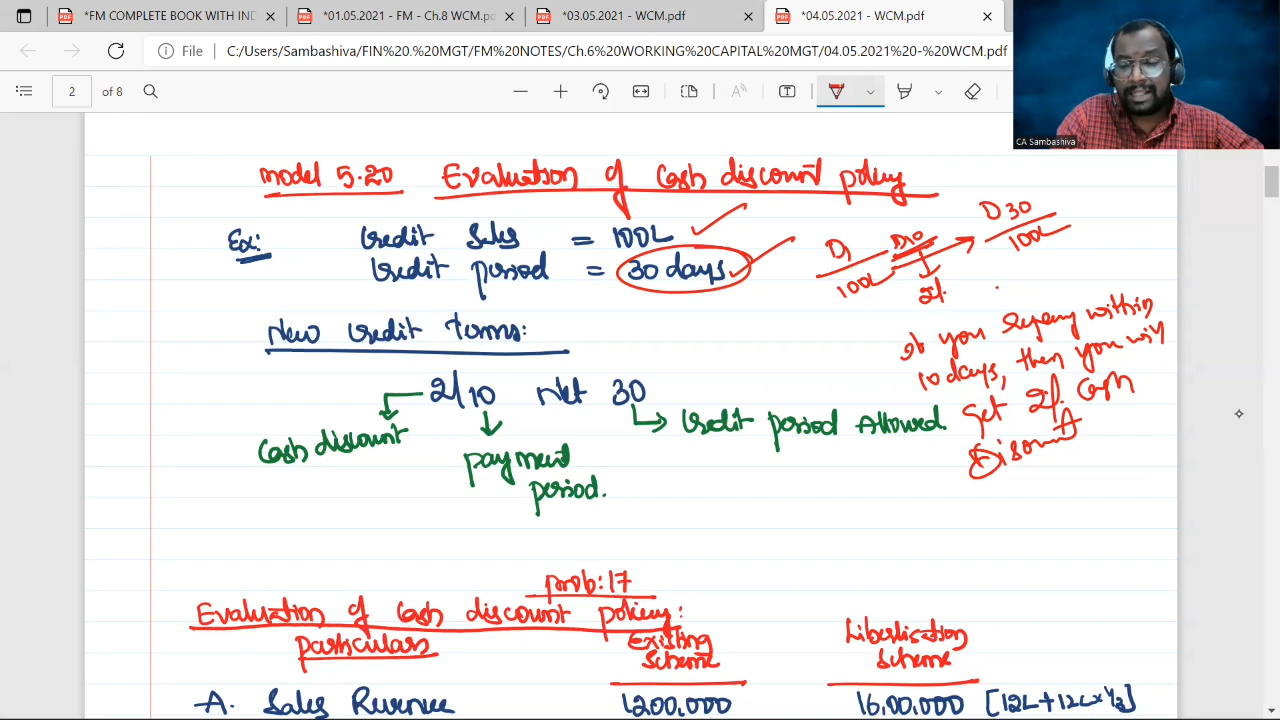 *FM COMPLETE BOOK WITH IND
*01.05.2021 - FM - Ch.8 WCM.pd
*03.05.2021 - WCM.pdf
*04.05.2021 - WCM.pdf
File
C:/Users/Sambashiva/FIN%20.%20MGT/FM%20NOTES/Ch.6%20WORKING%20CAPITAL%20MGT/04.05.2021%20-%20WCM.pdf
2 of 8
CA Sambashiva
Model 5.20 Evaluation of Cash discount policy
Ex: Credit Sales = 100L
Credit period = 30 days
D1 D10 D30
100L 2% 100L
New Credit terms:
2/10 Net 30
Cash discount
payment period.
Credit period Allowed.
If you repay within
10 days, then you will
get 2% Cash
Discount
prob:17
Evaluation of Cash discount policy:
particulars Existing Scheme Liberlisation Scheme
A. Sales Revenue 1200,000 16,00,000 [12L+12L×1/3]